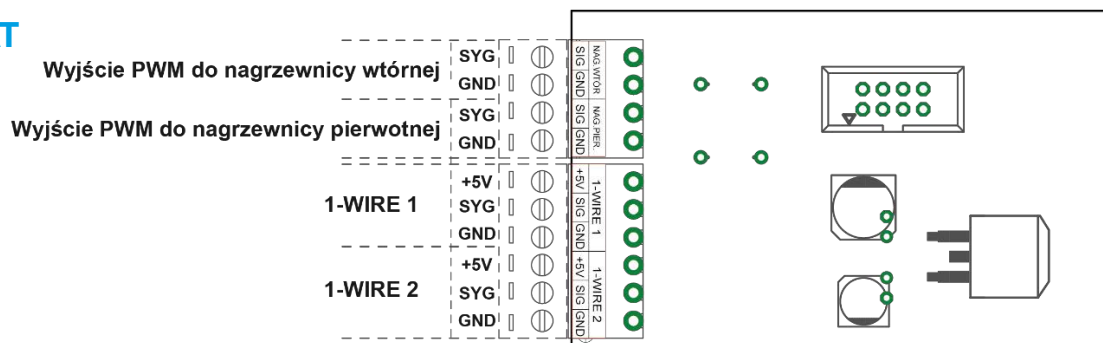 Wyjście PWM do nagrzewnicy wtórnej
SYG
GND
SIG
GND
NAG.WTÓR
Wyjście PWM do nagrzewnicy pierwotnej
SYG
GND
SIG
GND
NAG.PIER.
1-WIRE 1
+5V
SYG
GND
+5V
SIG
GND
1-WIRE 1
1-WIRE 2
+5V
SYG
GND
+5V
SIG
GND
1-WIRE 2